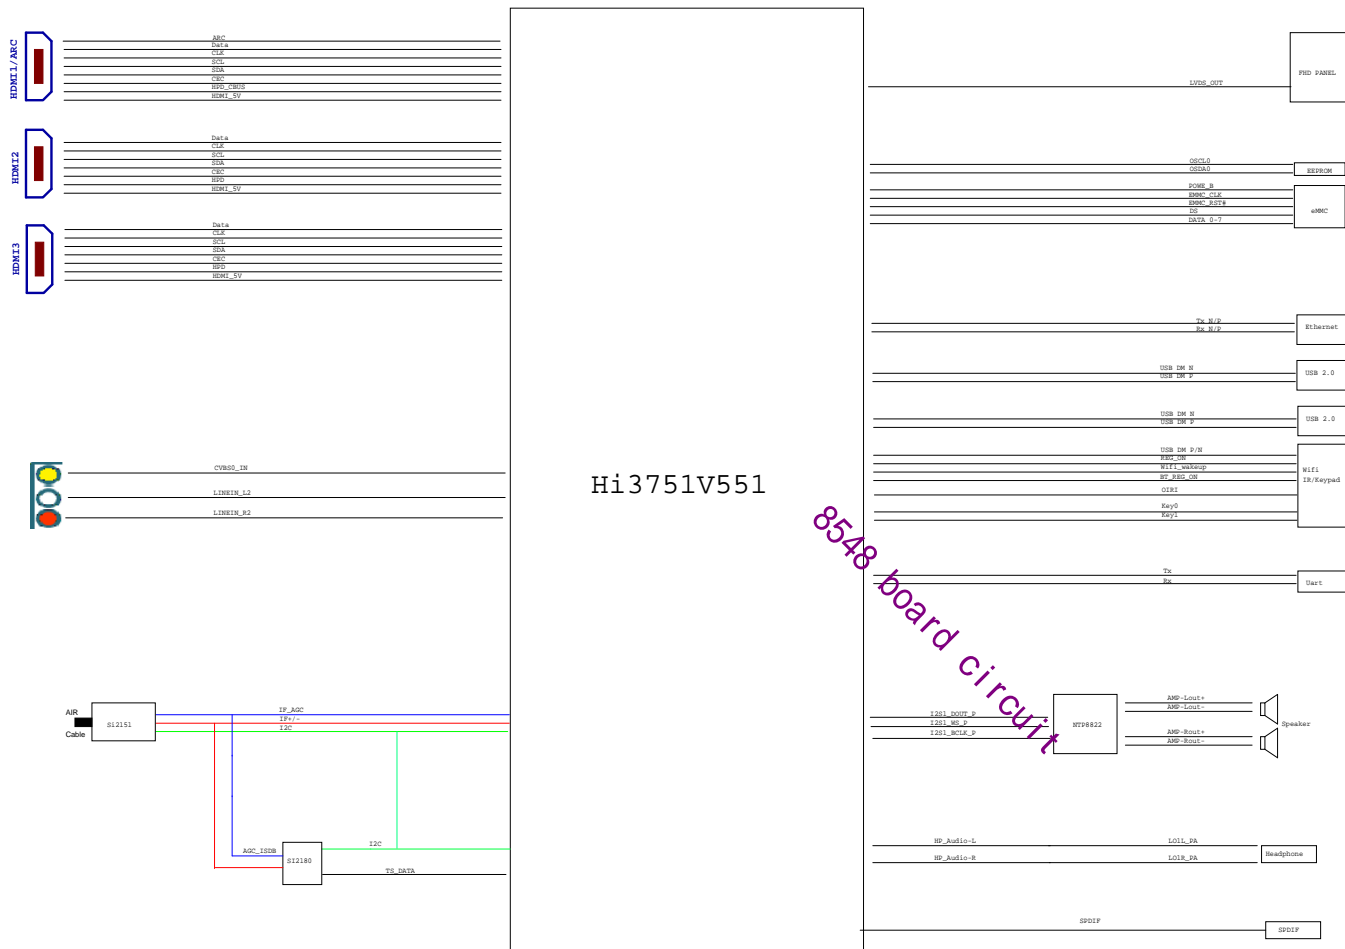 HDMI1/ARC
ARC
Data
CLK
SCL
SDA
CEC
HPD_CBUS
HDMI_5V
HDMI2
Data
CLK
SCL
SDA
CEC
HPD
HDMI_5V
HDMI3
Data
CLK
SCL
SDA
CEC
HPD
HDMI_5V
CVBS0_IN
LINEIN_L2
LINEIN_R2
AIR
Cable
Si2151
IF_AGC
IF+/-
I2C
AGC_ISDB
SI2180
I2C
TS_DATA
Hi3751V551
8548 board circuit
LVDS_OUT
FHD PANEL
OSCL0
OSDA0
EEPROM
POWE_B
EMMC_CLK
EMMC_RST#
DS
DATA 0-7
eMMC
Tx N/P
Rx N/P
Ethernet
USB DM N
USB DM P
USB 2.0
USB DM N
USB DM P
USB 2.0
USB DM P/N
REG_ON
Wifi_wakeup
BT_REG_ON
OIRI
Key0
Key1
Wifi
IR/Keypad
Tx
Rx
Uart
I2S1_DOUT_P
I2S1_WS_P
I2S1_BCLK_P
NTP8822
AMP-Lout+
AMP-Lout-
AMP-Rout+
AMP-Rout-
Speaker
HP_Audio-L
LO1L_PA
HP_Audio-R
LO1R_PA
Headphone
SPDIF
SPDIF